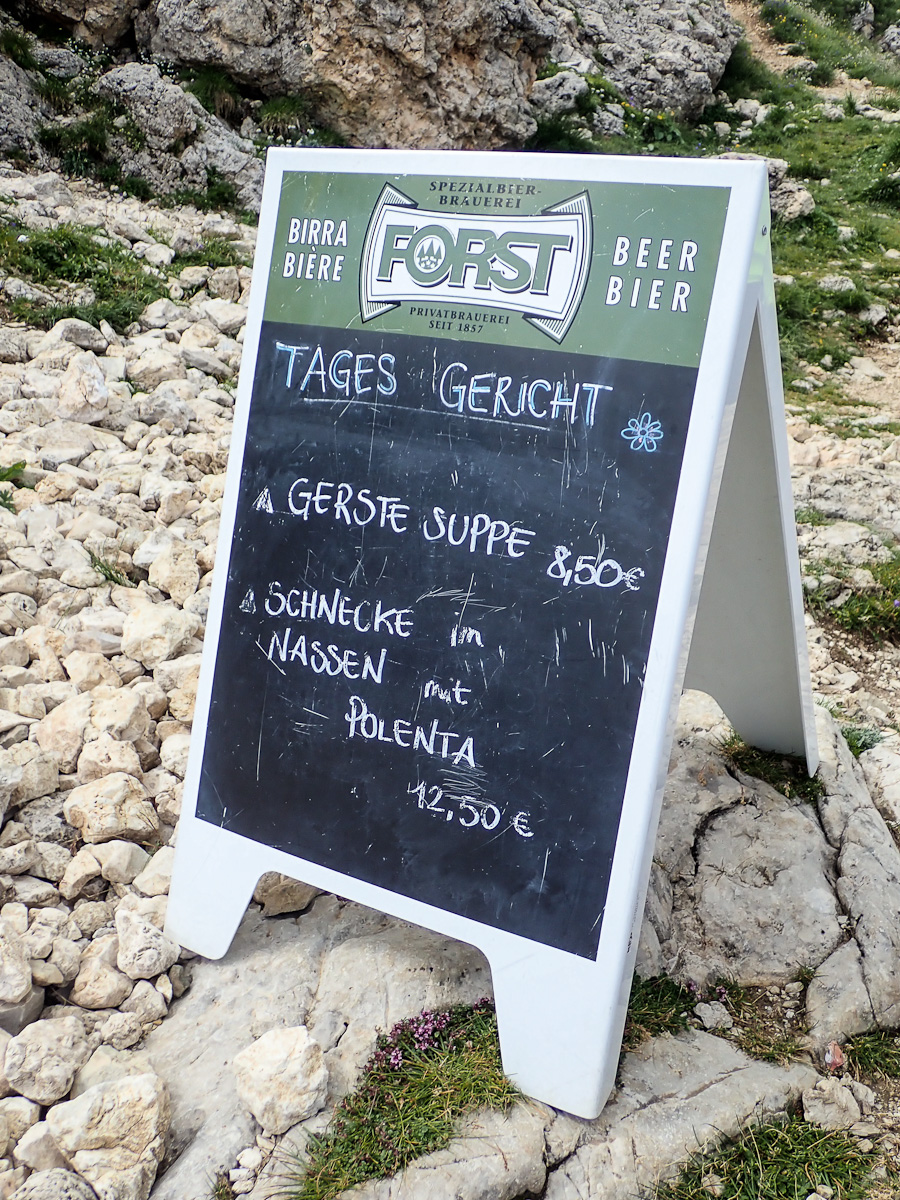 SPEZIALBIER-
BRAUEREI
BIRRA
BIÈRE
FORST
BEER
BIER
PRIVATBRAUEREI
SEIT 1857
TAGES GERICHT
GERSTE SUPPE 8,50€
SCHNECKE im
NASSEN mit
POLENTA
12,50 €